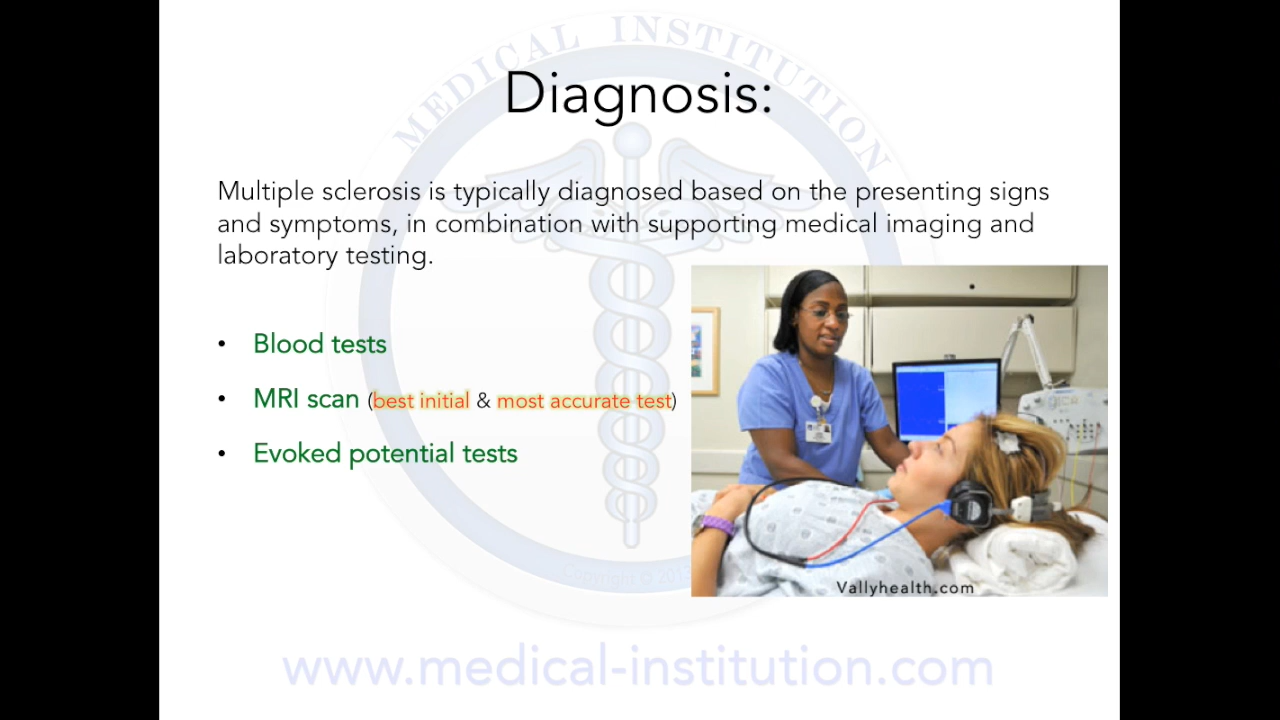 MEDICAL INSTITUTION
Diagnosis:
Multiple sclerosis is typically diagnosed based on the presenting signs
and symptoms, in combination with supporting medical imaging and
laboratory testing.
• Blood tests
• MRI scan (best initial & most accurate test)
• Evoked potential tests
Vallyhealth.com
Copyright ©
www.medical-institution.com